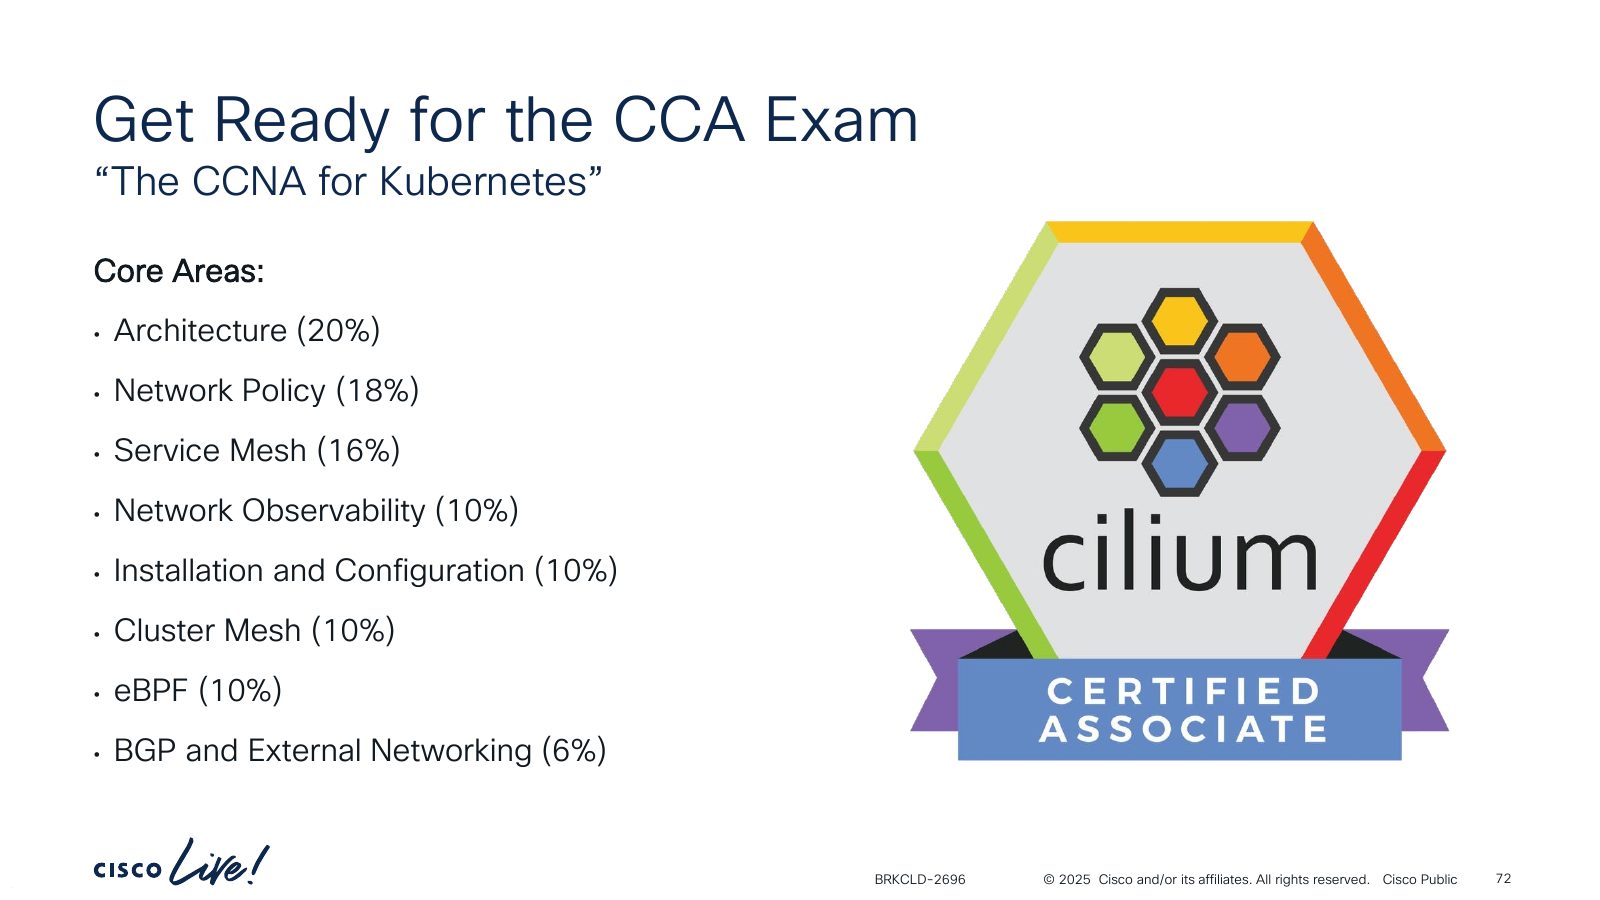 Get Ready for the CCA Exam
“The CCNA for Kubernetes”
Core Areas:
• Architecture (20%)
• Network Policy (18%)
• Service Mesh (16%)
• Network Observability (10%)
• Installation and Configuration (10%)
• Cluster Mesh (10%)
• eBPF (10%)
• BGP and External Networking (6%)
cilium
CERTIFIED
ASSOCIATE
CISCO Live!
BRKCLD-2696
© 2025 Cisco and/or its affiliates. All rights reserved. Cisco Public
72